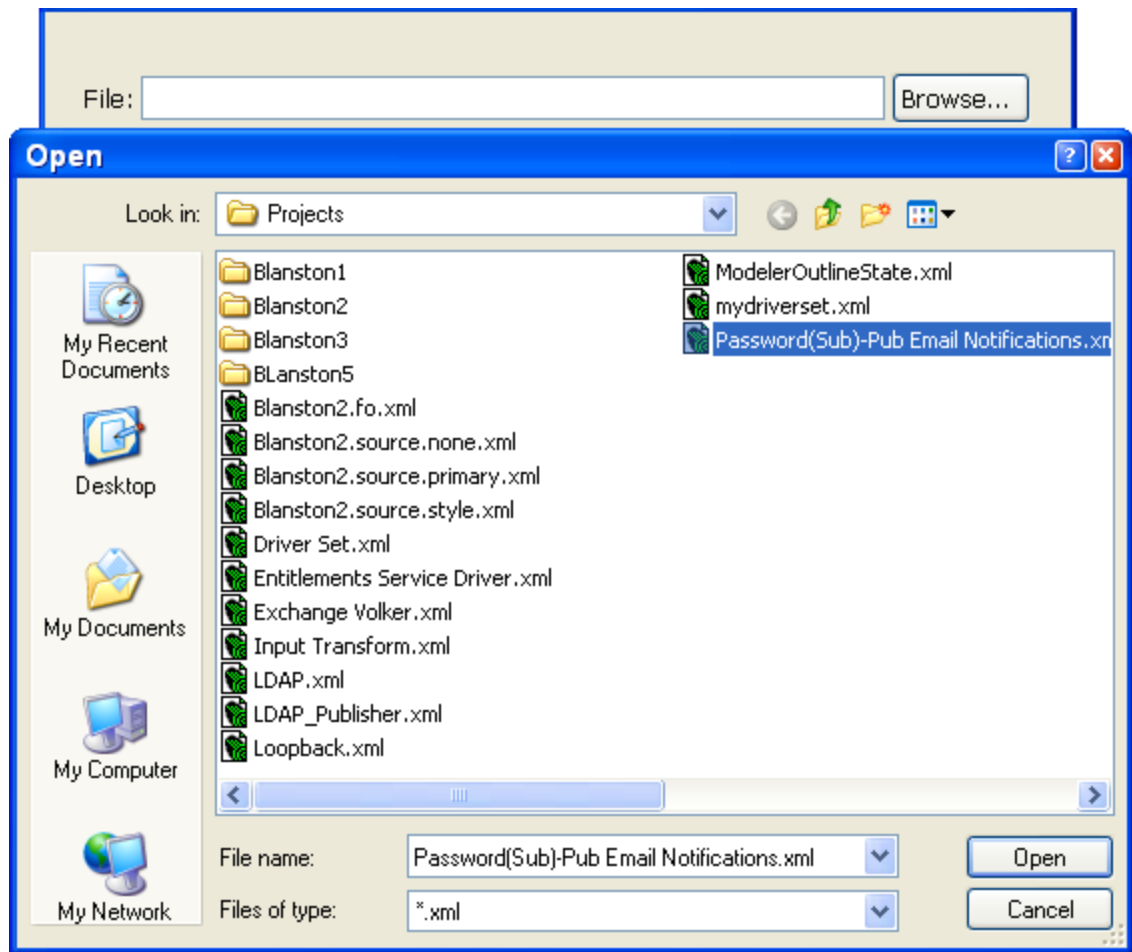 File:
Browse...
Open
Look in:
Projects
My Recent
Documents
Desktop
My Documents
My Computer
My Network
Blanston1
Blanston2
Blanston3
BLanston5
Blanston2.fo.xml
Blanston2.source.none.xml
Blanston2.source.primary.xml
Blanston2.source.style.xml
Driver Set.xml
Entitlements Service Driver.xml
Exchange Volker.xml
Input Transform.xml
LDAP.xml
LDAP_Publisher.xml
Loopback.xml
ModelerOutlineState.xml
mydriverset.xml
Password(Sub)-Pub Email Notifications.xm
File name:
Password(Sub)-Pub Email Notifications.xml
Open
Files of type:
*.xml
Cancel